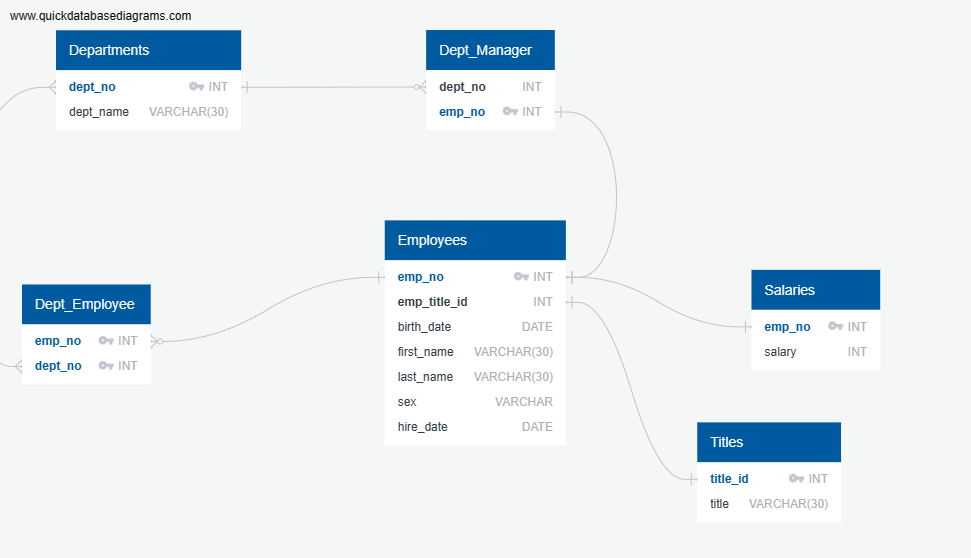 www.quickdatabasediagrams.com
Departments
dept_no INT
dept_name VARCHAR(30)
Dept_Manager
dept_no INT
emp_no INT
Employees
emp_no INT
emp_title_id INT
birth_date DATE
first_name VARCHAR(30)
last_name VARCHAR(30)
sex VARCHAR
hire_date DATE
Dept_Employee
emp_no INT
dept_no INT
Salaries
emp_no INT
salary INT
Titles
title_id INT
title VARCHAR(30)